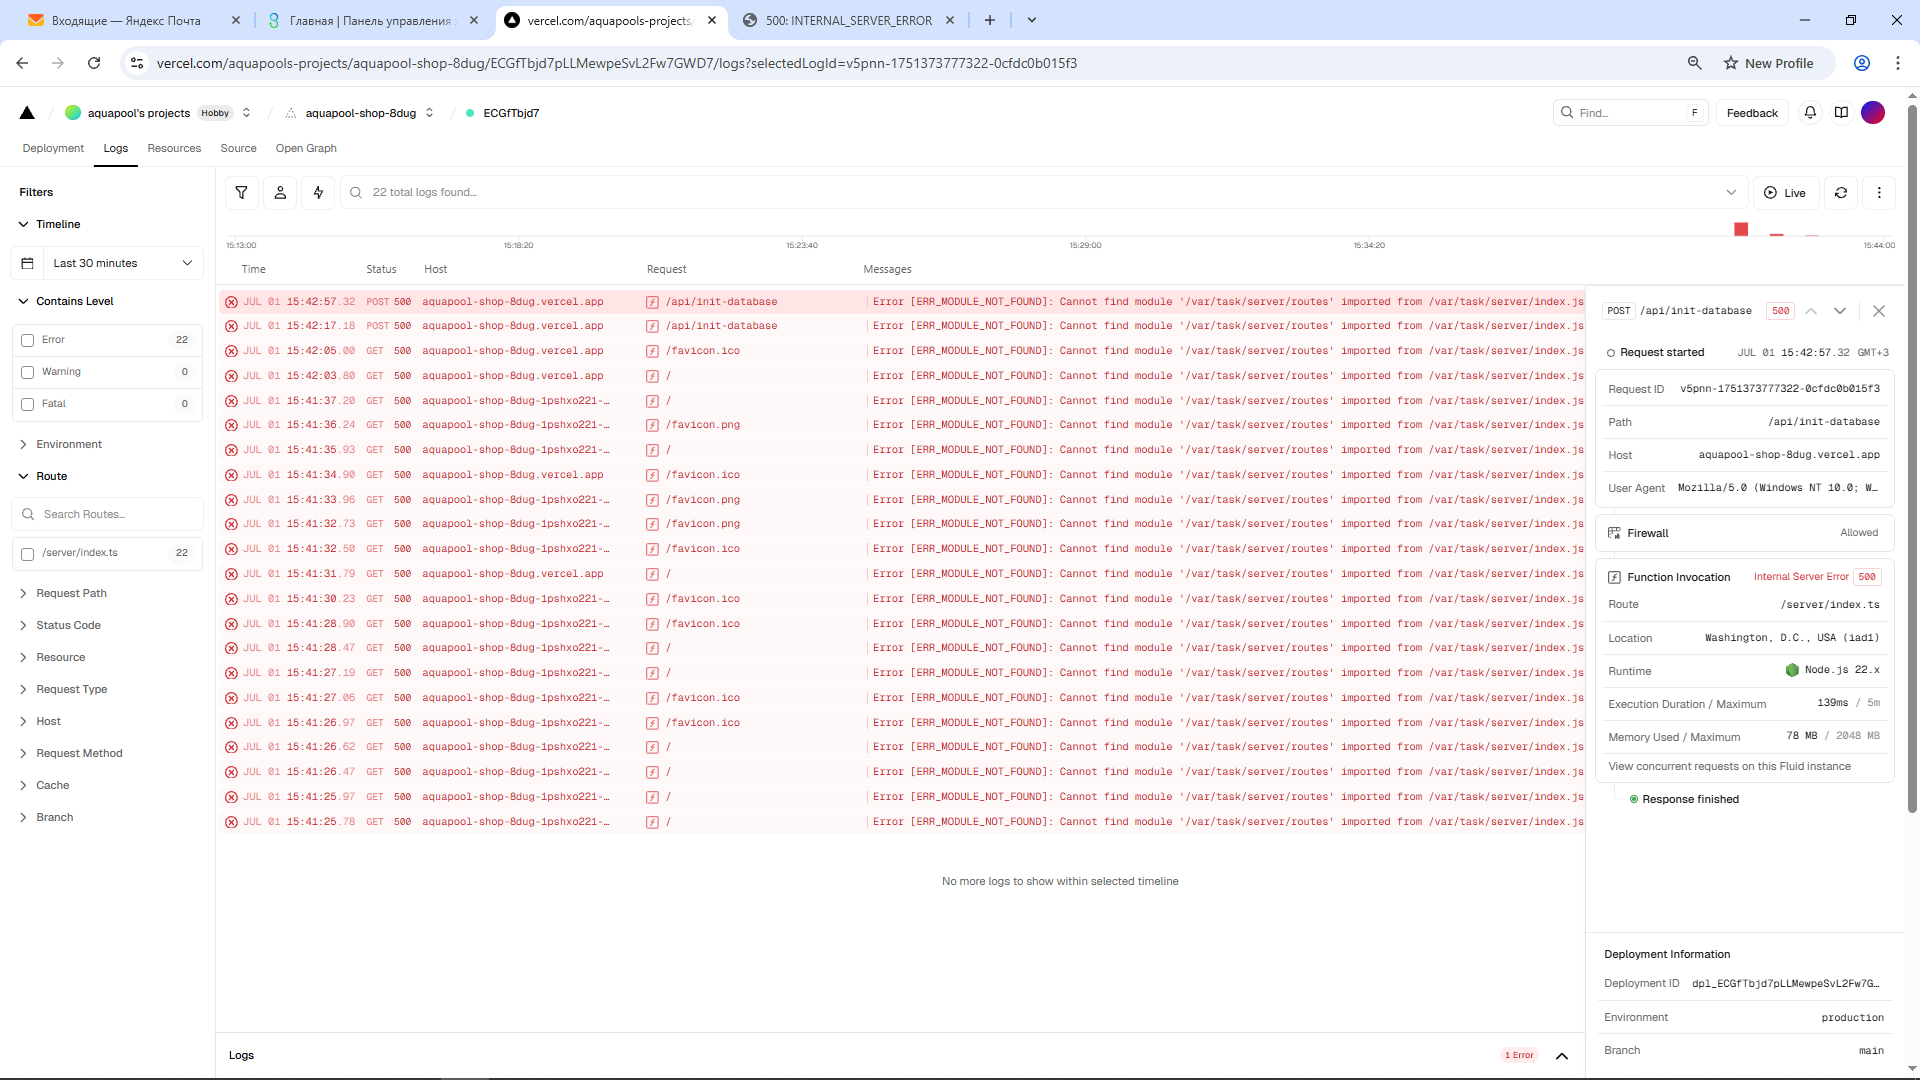 Входящие — Яндекс Почта
Главная | Панель управления
vercel.com/aquapools-projects/
500: INTERNAL_SERVER_ERROR
vercel.com/aquapools-projects/aquapool-shop-8dug/ECGfTbjd7pLLMewpeSvL2Fw7GWD7/logs?selectedLogId=v5pnn-1751373777322-0cfdc0b015f3
New Profile
aquapool's projects Hobby / aquapool-shop-8dug / ECGfTbjd7
Find... F
Feedback
Deployment Logs Resources Source Open Graph
Filters
Timeline
Last 30 minutes
Contains Level
Error 22
Warning 0
Fatal 0
Environment
Route
Search Routes...
/server/index.ts 22
Request Path
Status Code
Resource
Request Type
Host
Request Method
Cache
Branch
22 total logs found...
Live
15:13:00 15:18:20 15:23:40 15:29:00 15:34:20 15:44:00
Time Status Host Request Messages
JUL 01 15:42:57.32 POST 500 aquapool-shop-8dug.vercel.app /api/init-database Error [ERR_MODULE_NOT_FOUND]: Cannot find module '/var/task/server/routes' imported from /var/task/server/index.js
JUL 01 15:42:17.18 POST 500 aquapool-shop-8dug.vercel.app /api/init-database Error [ERR_MODULE_NOT_FOUND]: Cannot find module '/var/task/server/routes' imported from /var/task/server/index.js
JUL 01 15:42:05.00 GET 500 aquapool-shop-8dug.vercel.app /favicon.ico Error [ERR_MODULE_NOT_FOUND]: Cannot find module '/var/task/server/routes' imported from /var/task/server/index.js
JUL 01 15:42:03.80 GET 500 aquapool-shop-8dug.vercel.app / Error [ERR_MODULE_NOT_FOUND]: Cannot find module '/var/task/server/routes' imported from /var/task/server/index.js
JUL 01 15:41:37.20 GET 500 aquapool-shop-8dug-1pshxo221-… / Error [ERR_MODULE_NOT_FOUND]: Cannot find module '/var/task/server/routes' imported from /var/task/server/index.js
JUL 01 15:41:36.24 GET 500 aquapool-shop-8dug-1pshxo221-… /favicon.png Error [ERR_MODULE_NOT_FOUND]: Cannot find module '/var/task/server/routes' imported from /var/task/server/index.js
JUL 01 15:41:35.93 GET 500 aquapool-shop-8dug-1pshxo221-… / Error [ERR_MODULE_NOT_FOUND]: Cannot find module '/var/task/server/routes' imported from /var/task/server/index.js
JUL 01 15:41:34.90 GET 500 aquapool-shop-8dug.vercel.app /favicon.ico Error [ERR_MODULE_NOT_FOUND]: Cannot find module '/var/task/server/routes' imported from /var/task/server/index.js
JUL 01 15:41:33.96 GET 500 aquapool-shop-8dug-1pshxo221-… /favicon.png Error [ERR_MODULE_NOT_FOUND]: Cannot find module '/var/task/server/routes' imported from /var/task/server/index.js
JUL 01 15:41:32.73 GET 500 aquapool-shop-8dug-1pshxo221-… /favicon.png Error [ERR_MODULE_NOT_FOUND]: Cannot find module '/var/task/server/routes' imported from /var/task/server/index.js
JUL 01 15:41:32.50 GET 500 aquapool-shop-8dug-1pshxo221-… /favicon.ico Error [ERR_MODULE_NOT_FOUND]: Cannot find module '/var/task/server/routes' imported from /var/task/server/index.js
JUL 01 15:41:31.79 GET 500 aquapool-shop-8dug.vercel.app / Error [ERR_MODULE_NOT_FOUND]: Cannot find module '/var/task/server/routes' imported from /var/task/server/index.js
JUL 01 15:41:30.23 GET 500 aquapool-shop-8dug-1pshxo221-… /favicon.ico Error [ERR_MODULE_NOT_FOUND]: Cannot find module '/var/task/server/routes' imported from /var/task/server/index.js
JUL 01 15:41:28.90 GET 500 aquapool-shop-8dug-1pshxo221-… /favicon.ico Error [ERR_MODULE_NOT_FOUND]: Cannot find module '/var/task/server/routes' imported from /var/task/server/index.js
JUL 01 15:41:28.47 GET 500 aquapool-shop-8dug-1pshxo221-… / Error [ERR_MODULE_NOT_FOUND]: Cannot find module '/var/task/server/routes' imported from /var/task/server/index.js
JUL 01 15:41:27.19 GET 500 aquapool-shop-8dug-1pshxo221-… / Error [ERR_MODULE_NOT_FOUND]: Cannot find module '/var/task/server/routes' imported from /var/task/server/index.js
JUL 01 15:41:27.06 GET 500 aquapool-shop-8dug-1pshxo221-… /favicon.ico Error [ERR_MODULE_NOT_FOUND]: Cannot find module '/var/task/server/routes' imported from /var/task/server/index.js
JUL 01 15:41:26.97 GET 500 aquapool-shop-8dug-1pshxo221-… /favicon.ico Error [ERR_MODULE_NOT_FOUND]: Cannot find module '/var/task/server/routes' imported from /var/task/server/index.js
JUL 01 15:41:26.62 GET 500 aquapool-shop-8dug-1pshxo221-… / Error [ERR_MODULE_NOT_FOUND]: Cannot find module '/var/task/server/routes' imported from /var/task/server/index.js
JUL 01 15:41:26.47 GET 500 aquapool-shop-8dug-1pshxo221-… / Error [ERR_MODULE_NOT_FOUND]: Cannot find module '/var/task/server/routes' imported from /var/task/server/index.js
JUL 01 15:41:25.97 GET 500 aquapool-shop-8dug-1pshxo221-… / Error [ERR_MODULE_NOT_FOUND]: Cannot find module '/var/task/server/routes' imported from /var/task/server/index.js
JUL 01 15:41:25.78 GET 500 aquapool-shop-8dug-1pshxo221-… / Error [ERR_MODULE_NOT_FOUND]: Cannot find module '/var/task/server/routes' imported from /var/task/server/index.js
No more logs to show within selected timeline
Logs 1 Error
POST /api/init-database 500
Request started JUL 01 15:42:57.32 GMT+3
Request ID v5pnn-1751373777322-0cfdc0b015f3
Path /api/init-database
Host aquapool-shop-8dug.vercel.app
User Agent Mozilla/5.0 (Windows NT 10.0; W…
Firewall Allowed
Function Invocation Internal Server Error 500
Route /server/index.ts
Location Washington, D.C., USA (iad1)
Runtime Node.js 22.x
Execution Duration / Maximum 139ms / 5m
Memory Used / Maximum 78 MB / 2048 MB
View concurrent requests on this Fluid instance
Response finished
Deployment Information
Deployment ID dpl_ECGfTbjd7pLLMewpeSvL2Fw7G…
Environment production
Branch main